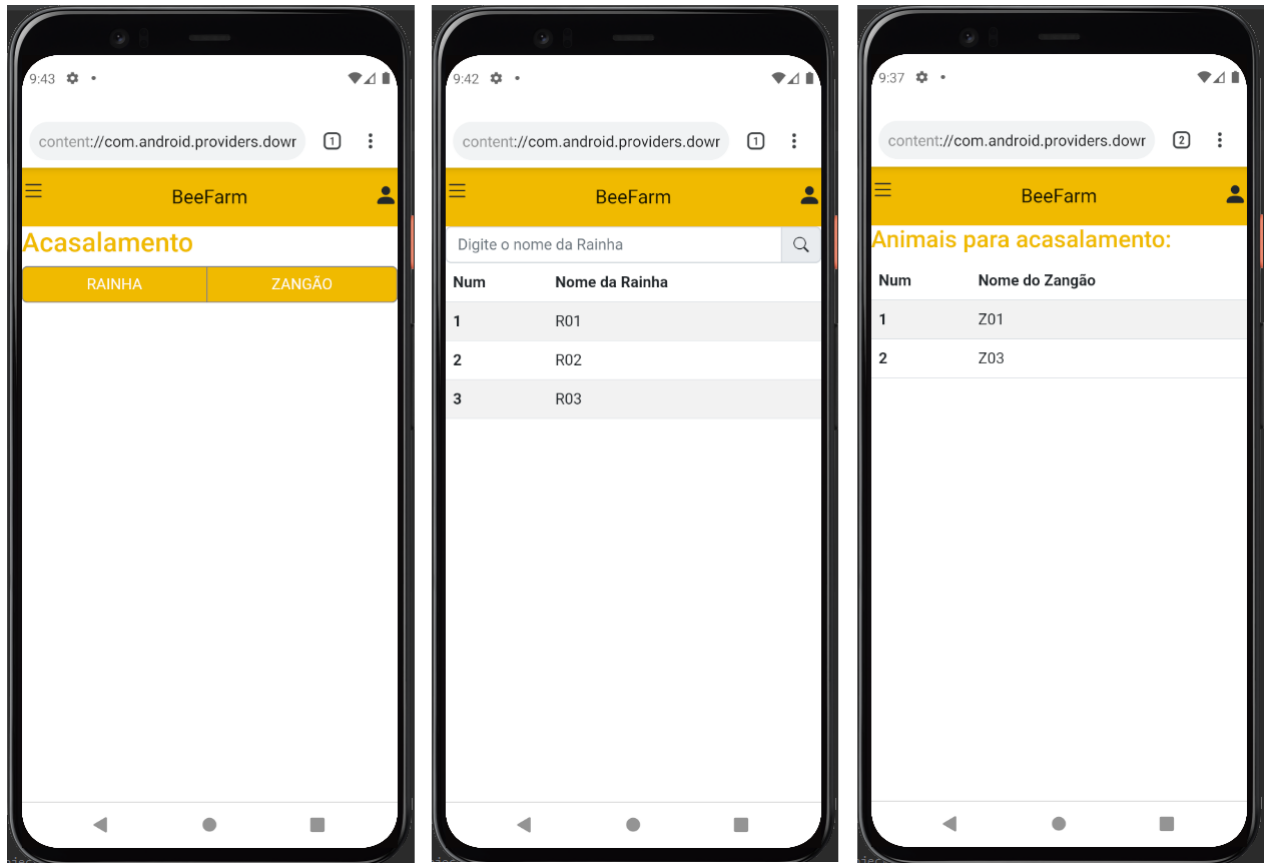 9:43
content://com.android.providers.dowr
1
BeeFarm
Acasalamento
RAINHA
ZANGÃO
9:42
content://com.android.providers.dowr
1
BeeFarm
Digite o nome da Rainha
Num Nome da Rainha
1 R01
2 R02
3 R03
9:37
content://com.android.providers.dowr
2
BeeFarm
Animais para acasalamento:
Num Nome do Zangão
1 Z01
2 Z03